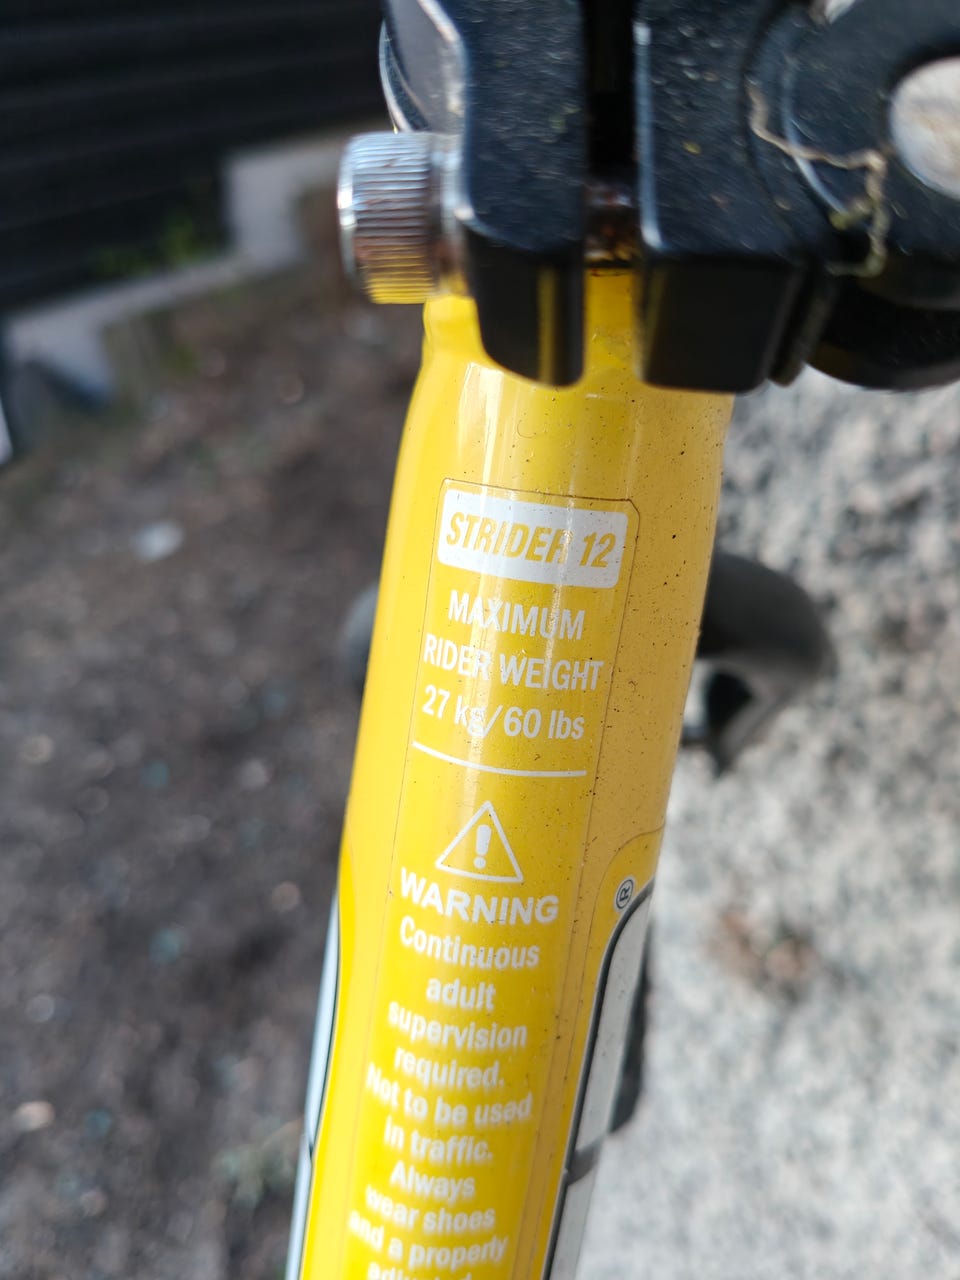 STRIDER 12
MAXIMUM
RIDER WEIGHT
27 kg/60 lbs
WARNING
Continuous
adult
supervision
required.
Not to be used
in traffic.
Always
wear shoes
and a properly
®